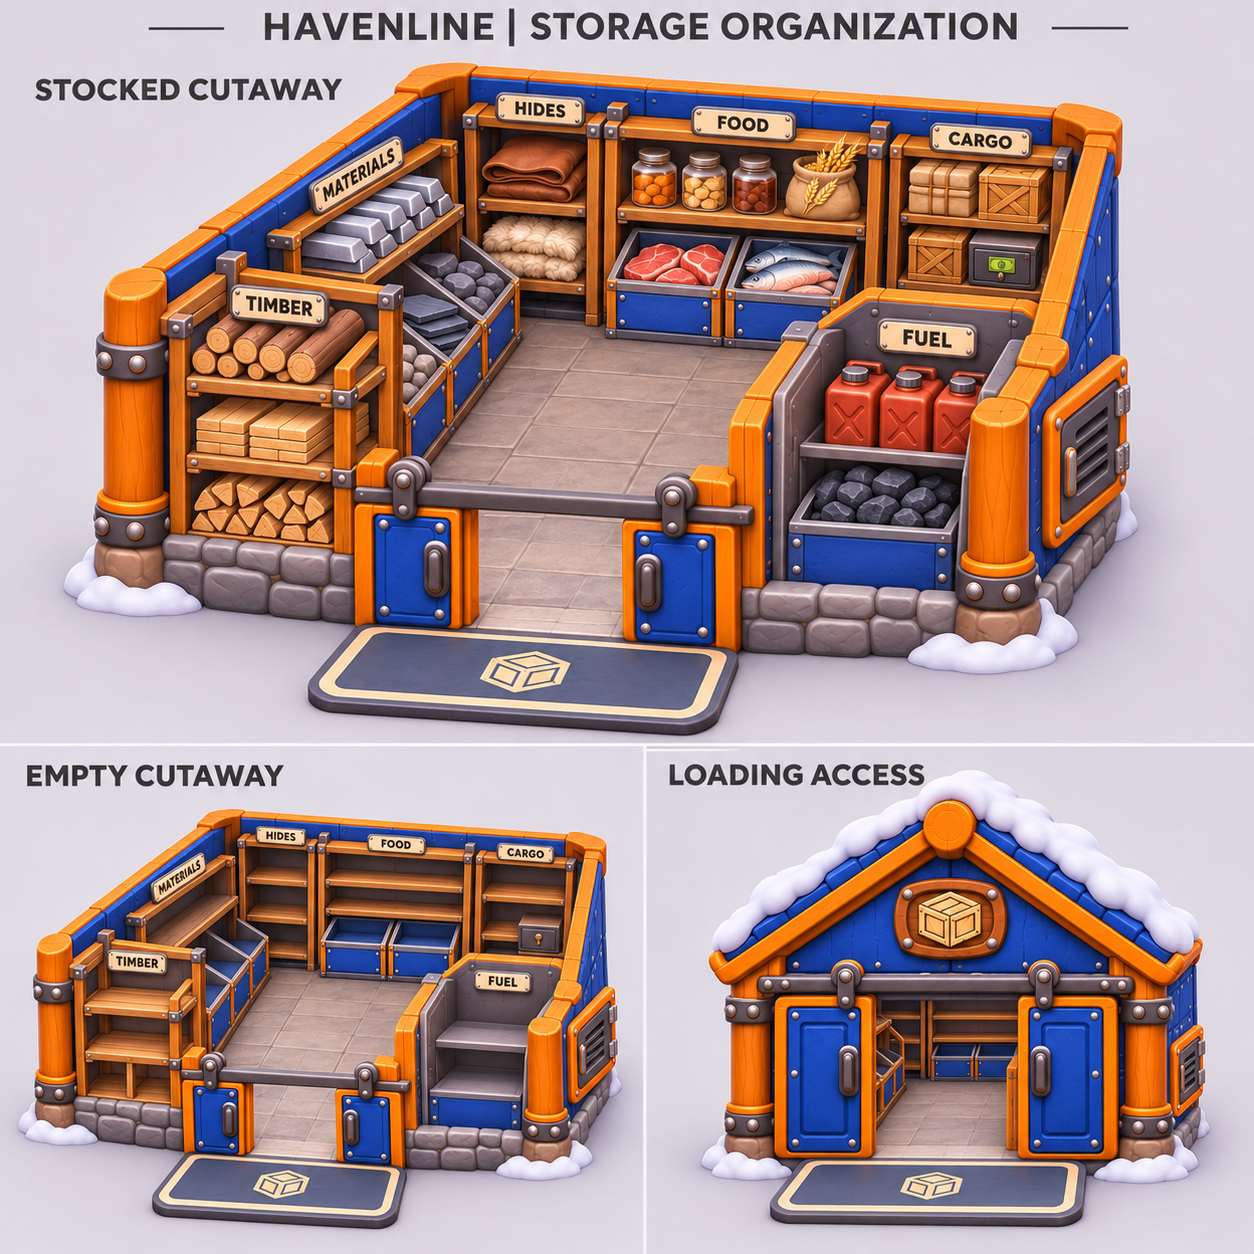 HAVENLINE | STORAGE ORGANIZATION
STOCKED CUTAWAY
HIDES
FOOD
CARGO
MATERIALS
TIMBER
FUEL
EMPTY CUTAWAY
HIDES
FOOD
CARGO
MATERIALS
TIMBER
FUEL
LOADING ACCESS